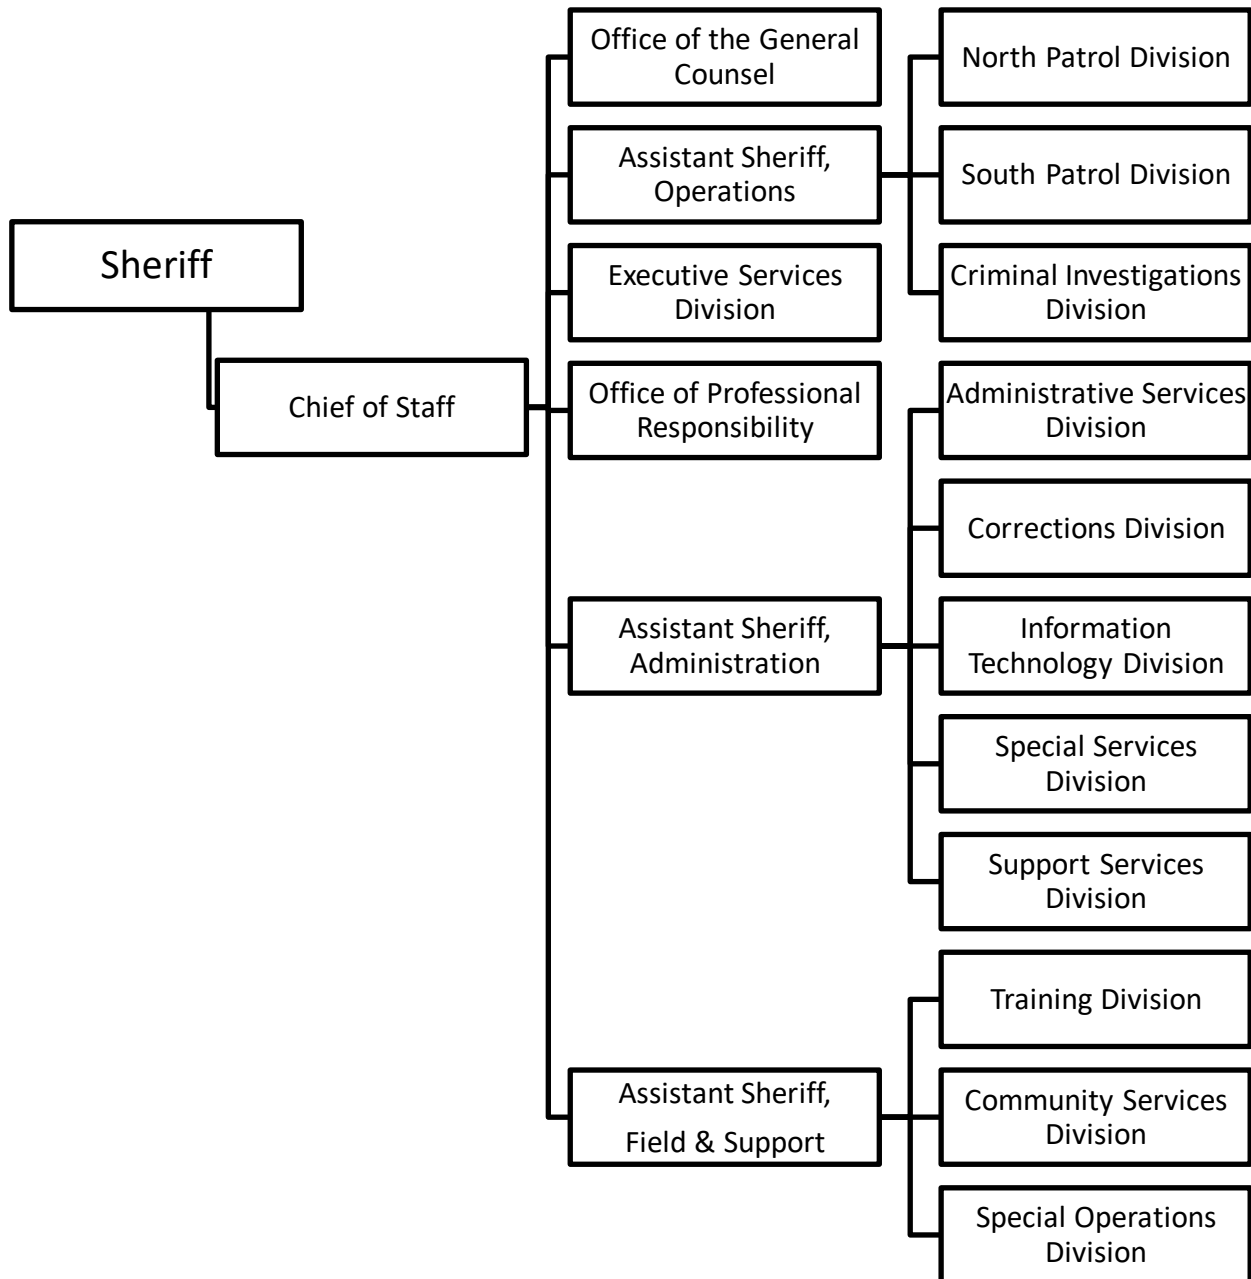 Sheriff
Chief of Staff
Office of the General
Counsel
Assistant Sheriff,
Operations
North Patrol Division
South Patrol Division
Criminal Investigations
Division
Executive Services
Division
Office of Professional
Responsibility
Assistant Sheriff,
Administration
Administrative Services
Division
Corrections Division
Information
Technology Division
Special Services
Division
Support Services
Division
Assistant Sheriff,
Field & Support
Training Division
Community Services
Division
Special Operations
Division